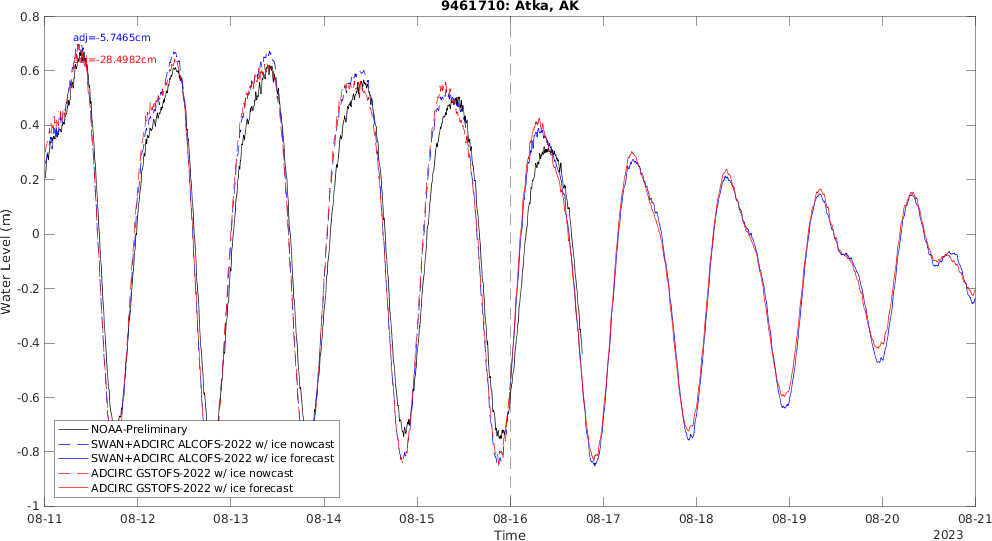 9461710: Atka, AK
adj=-5.7465cm
=-28.4982cm
0.8
0.6
0.4
0.2
0
-0.2
-0.4
-0.6
-0.8
-1
Water Level (m)
NOAA-Preliminary
SWAN+ADCIRC ALCOFS-2022 w/ ice nowcast
SWAN+ADCIRC ALCOFS-2022 w/ ice forecast
ADCIRC GSTOFS-2022 w/ ice nowcast
ADCIRC GSTOFS-2022 w/ ice forecast
08-11 08-12 08-13 08-14 08-15 08-16 08-17 08-18 08-19 08-20 08-21
Time
2023